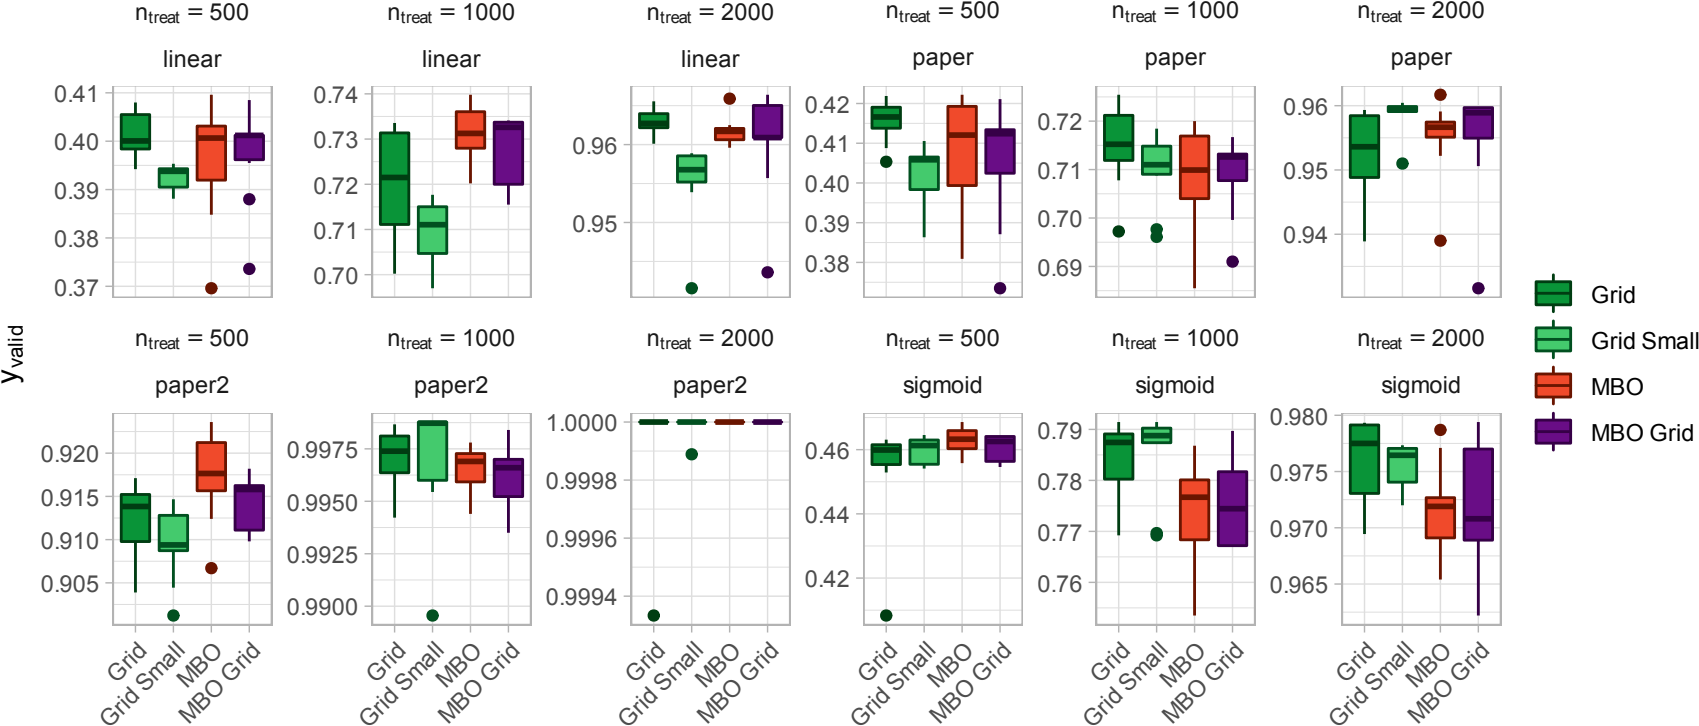 n_treat = 500 n_treat = 1000 n_treat = 2000 n_treat = 500 n_treat = 1000 n_treat = 2000
linear linear linear paper paper paper
0.41 0.40 0.39 0.38 0.37
0.74 0.73 0.72 0.71 0.70
0.96 0.95
0.42 0.41 0.40 0.39 0.38
0.72 0.71 0.70 0.69
0.96 0.95 0.94
y_valid
n_treat = 500 n_treat = 1000 n_treat = 2000 n_treat = 500 n_treat = 1000 n_treat = 2000
paper2 paper2 paper2 sigmoid sigmoid sigmoid
0.920 0.915 0.910 0.905
0.9975 0.9950 0.9925 0.9900
1.0000 0.9998 0.9996 0.9994
0.46 0.44 0.42
0.79 0.78 0.77 0.76
0.980 0.975 0.970 0.965
Grid Grid Small MBO MBO Grid
Grid Grid Small MBO MBO Grid
Grid Grid Small MBO MBO Grid
Grid Grid Small MBO MBO Grid
Grid Grid Small MBO MBO Grid
Grid Grid Small MBO MBO Grid
Grid
Grid Small
MBO
MBO Grid